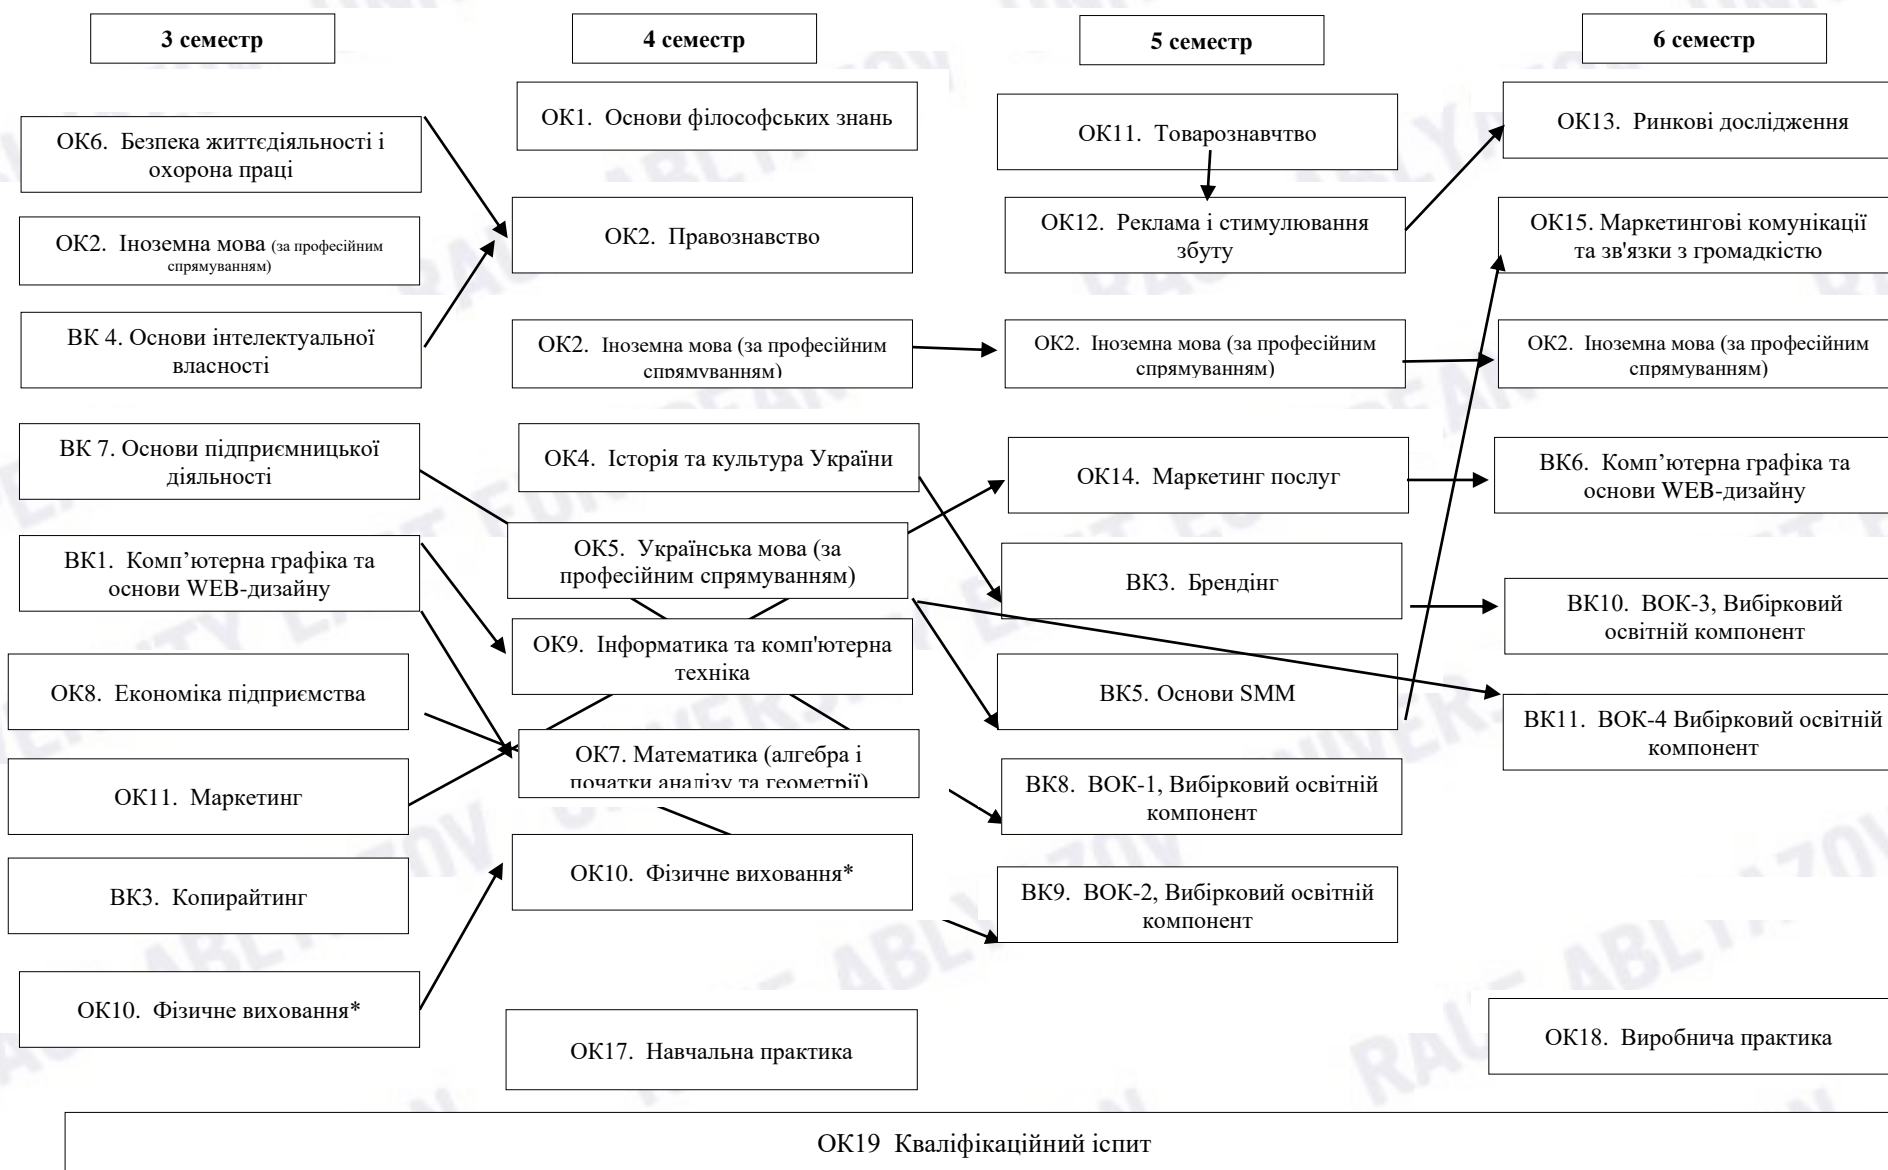 3 семестр
4 семестр
5 семестр
6 семестр
ОК6. Безпека життєдіяльності і
охорона праці
ОК2. Іноземна мова (за професійним
спрямуванням)
ВК 4. Основи інтелектуальної
власності
ВК 7. Основи підприємницької
діяльності
ВК1. Комп’ютерна графіка та
основи WEB-дизайну
ОК8. Економіка підприємства
ОК11. Маркетинг
ВК3. Копирайтинг
ОК10. Фізичне виховання*
ОК1. Основи філософських знань
ОК2. Правознавство
ОК2. Іноземна мова (за професійним
спрямуванням)
ОК4. Історія та культура України
ОК5. Українська мова (за
професійним спрямуванням)
ОК9. Інформатика та комп'ютерна
техніка
ОК7. Математика (алгебра і
початки аналізу та геометрії)
ОК10. Фізичне виховання*
ОК17. Навчальна практика
ОК11. Товарознавчтво
ОК12. Реклама і стимулювання
збуту
ОК2. Іноземна мова (за професійним
спрямуванням)
ОК14. Маркетинг послуг
ВК3. Брендінг
ВК5. Основи SMM
ВК8. ВОК-1, Вибірковий освітній
компонент
ВК9. ВОК-2, Вибірковий освітній
компонент
ОК13. Ринкові дослідження
ОК15. Маркетингові комунікації
та зв'язки з громадкістю
ОК2. Іноземна мова (за професійним
спрямуванням)
ВК6. Комп’ютерна графіка та
основи WEB-дизайну
ВК10. ВОК-3, Вибірковий
освітній компонент
ВК11. ВОК-4 Вибірковий освітній
компонент
ОК18. Виробнича практика
ОК19 Кваліфікаційний іспит